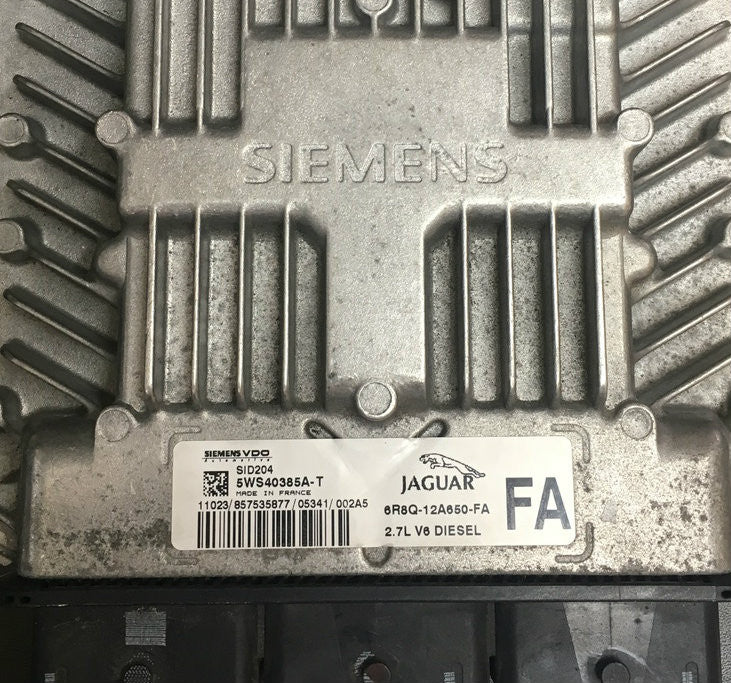 SIEMENS
SIEMENS VDO
Automotive
SID204
5WS40385A-T
MADE IN FRANCE
11023/857535877/05341/002A5
JAGUAR
6R8Q-12A650-FA
2.7L V6 DIESEL
FA